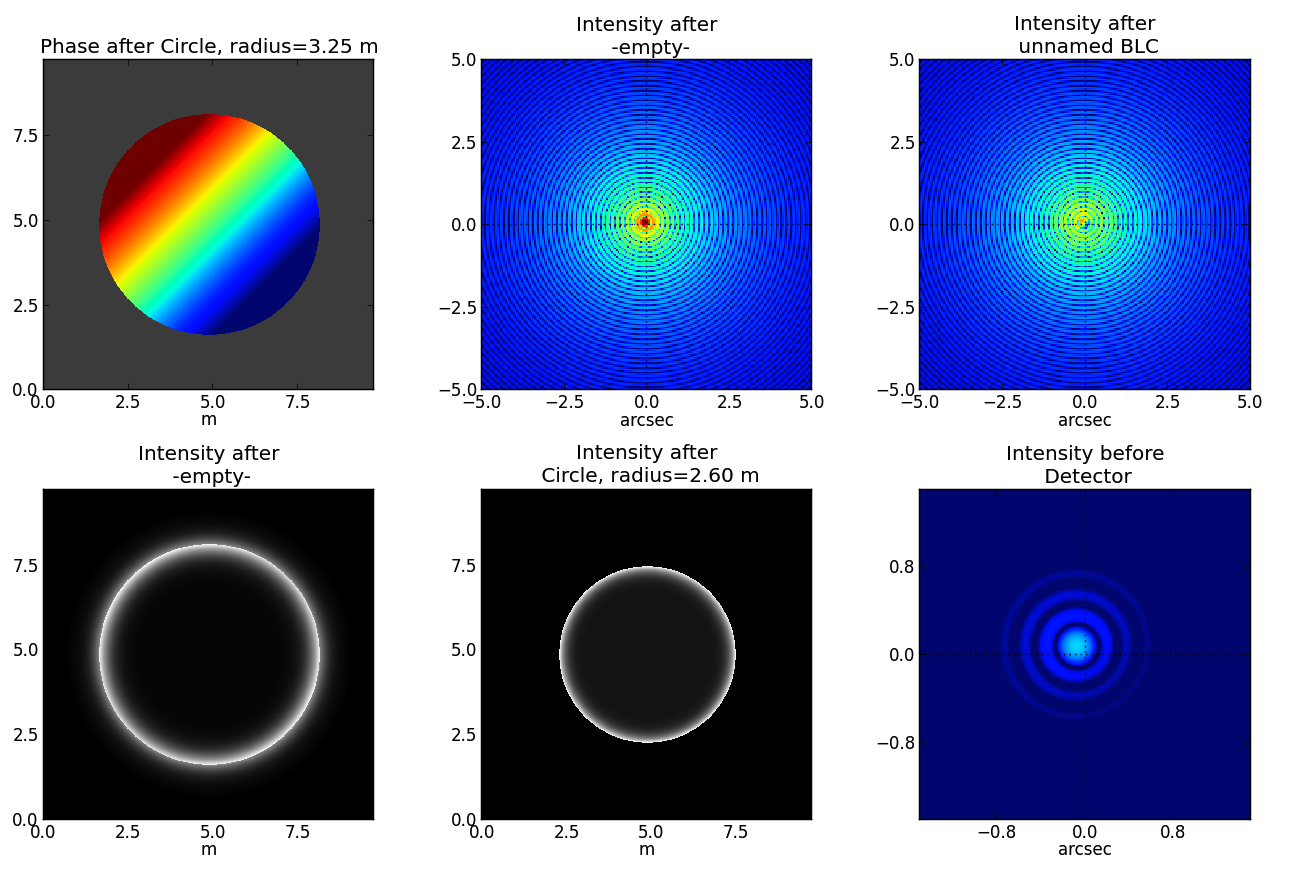 Phase after Circle, radius=3.25 m
7.5
5.0
2.5
0.0
0.0 2.5 5.0 7.5
m
Intensity after
-empty-
5.0
2.5
0.0
−2.5
−5.0
−5.0 −2.5 0.0 2.5 5.0
arcsec
Intensity after
unnamed BLC
5.0
2.5
0.0
−2.5
−5.0
−5.0 −2.5 0.0 2.5 5.0
arcsec
Intensity after
-empty-
7.5
5.0
2.5
0.0
0.0 2.5 5.0 7.5
m
Intensity after
Circle, radius=2.60 m
7.5
5.0
2.5
0.0
0.0 2.5 5.0 7.5
m
Intensity before
Detector
0.8
0.0
−0.8
−0.8 0.0 0.8
arcsec